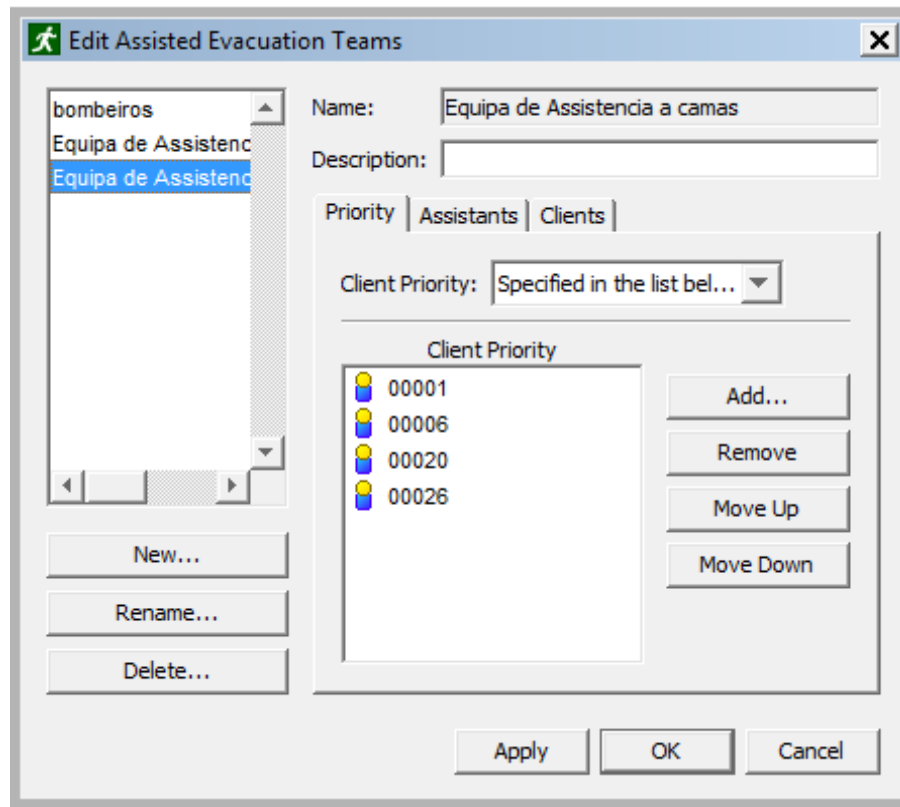 Edit Assisted Evacuation Teams
bombeiros
Equipa de Assistenc
Equipa de Assistenc
New...
Rename...
Delete...
Name: Equipa de Assistencia a camas
Description:
Priority Assistants Clients
Client Priority: Specified in the list bel...
Client Priority
00001
00006
00020
00026
Add...
Remove
Move Up
Move Down
Apply OK Cancel